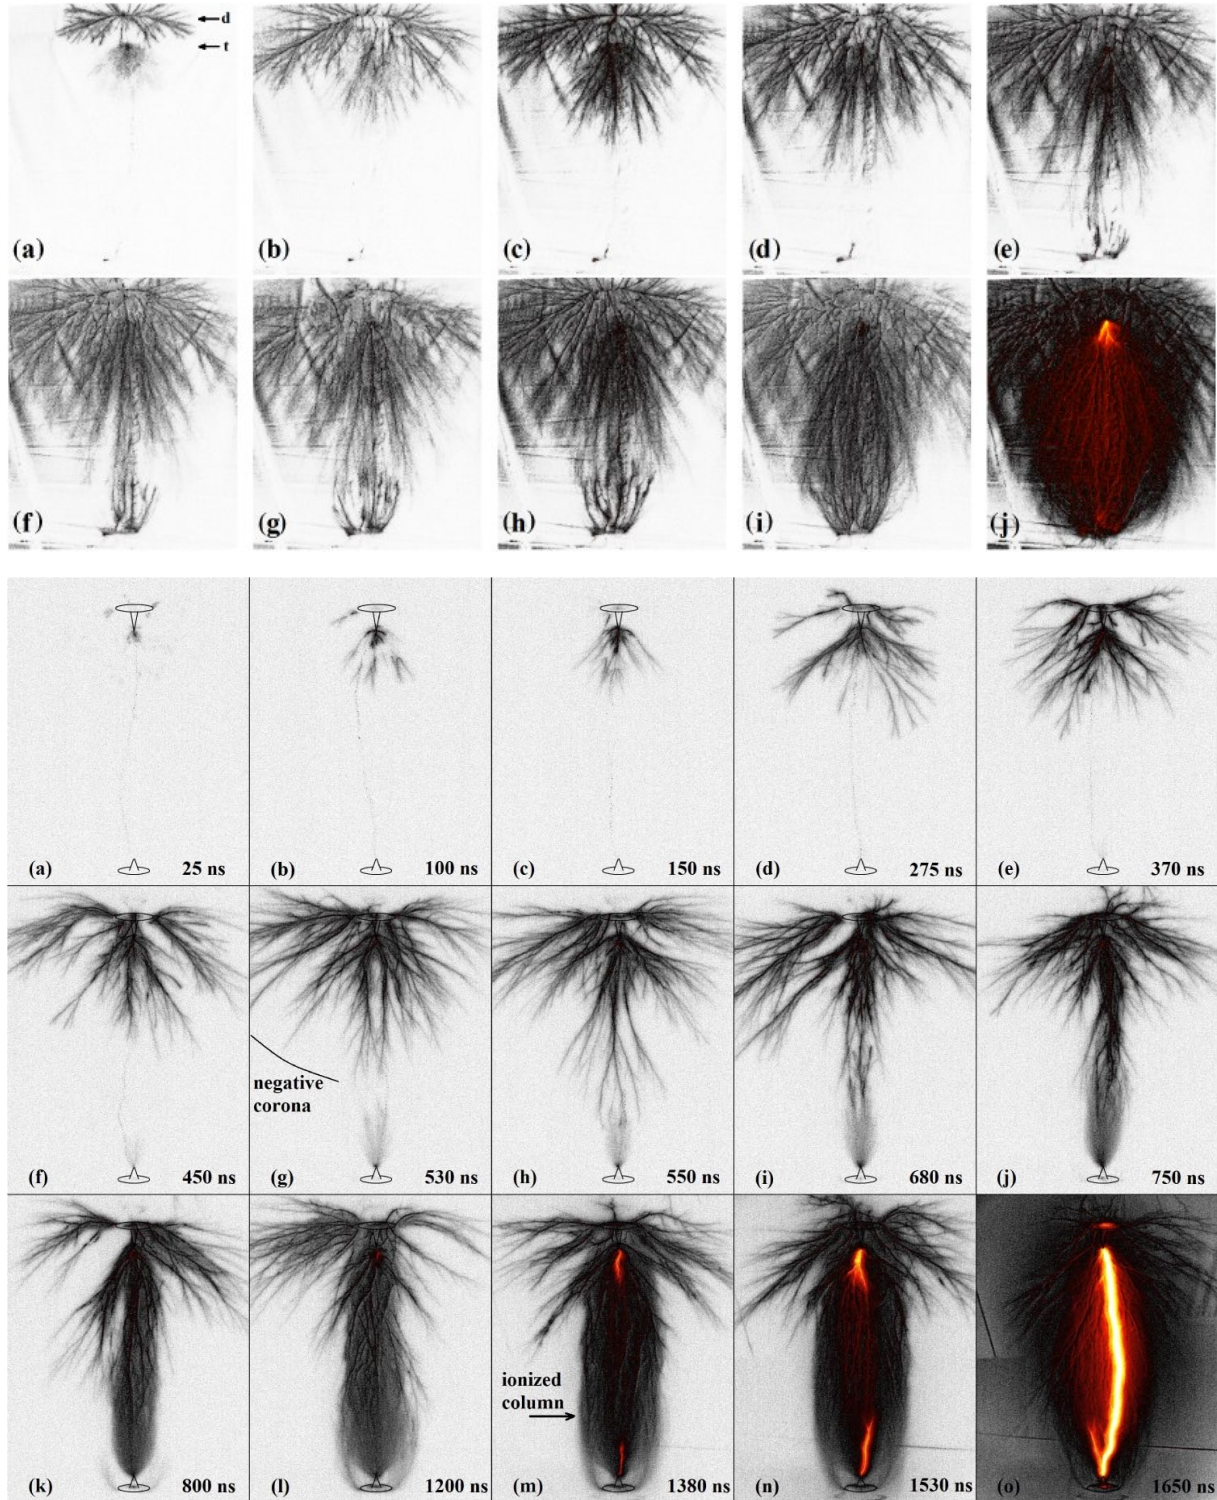 d
t
(a) (b) (c) (d) (e)
(f) (g) (h) (i) (j)
(a) 25 ns (b) 100 ns (c) 150 ns (d) 275 ns (e) 370 ns
negative
corona
(f) 450 ns (g) 530 ns (h) 550 ns (i) 680 ns (j) 750 ns
ionized
column
(k) 800 ns (l) 1200 ns (m) 1380 ns (n) 1530 ns (o) 1650 ns